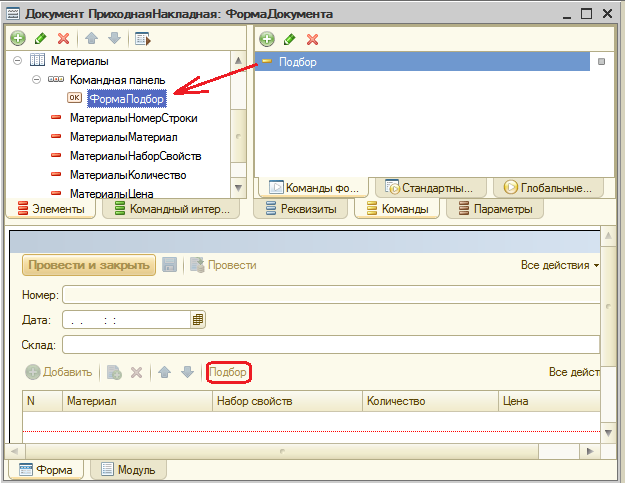 Документ ПриходнаяНакладная: ФормаДокумента
Материалы
Командная панель
OK ФормаПодбор
МатериалыНомерСтроки
МатериалыМатериал
МатериалыНаборСвойств
МатериалыКоличество
МатериалыЦена
Элементы Командный интер...
Подбор
Команды фо... Стандартны... Глобальные...
Реквизиты Команды Параметры
Провести и закрыть Провести Все действия
Номер:
Дата: . . : :
Склад:
Добавить Подбор Все дейст
N Материал Набор свойств Количество Цена
Форма Модуль